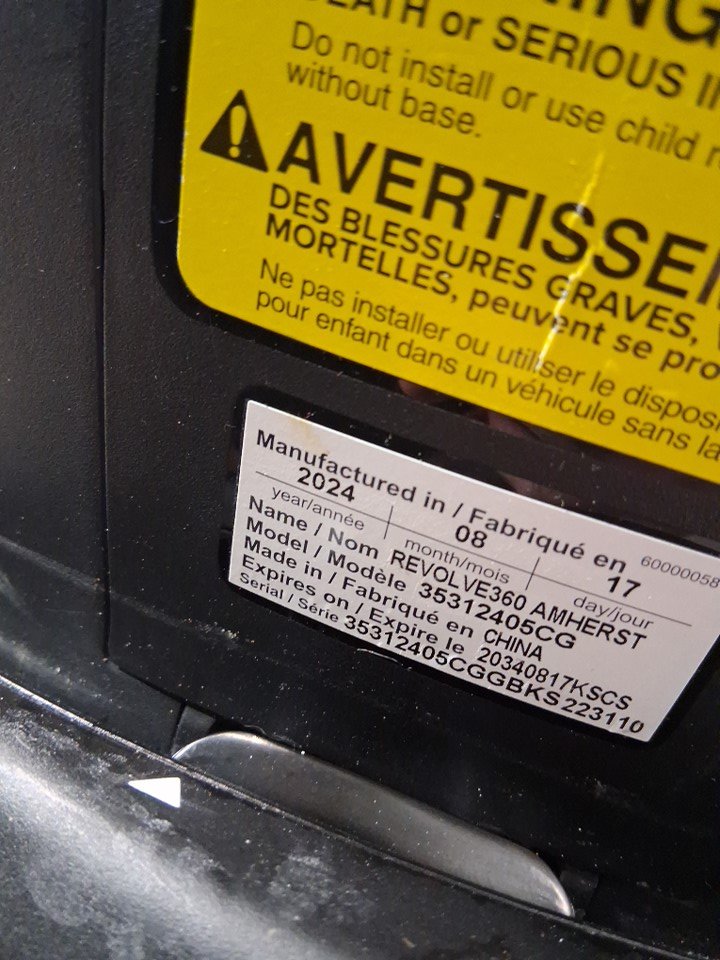 DEATH or SERIOUS
Do not install or use child
without base.
AVERTISSE
DES BLESSURES GRAVES,
MORTELLES, peuvent se pro
Ne pas installer ou utiliser le disposi
pour enfant dans un véhicule sans la
Manufactured in / Fabriqué en 60000058
2024 08 17
year/année month/mois day/jour
Name / Nom REVOLVE360 AMHERST
Model / Modèle 35312405CG
Made in / Fabriqué en CHINA
Expires on / Expire le 20340817KSCS
Serial / Série 35312405CGGBKS223110